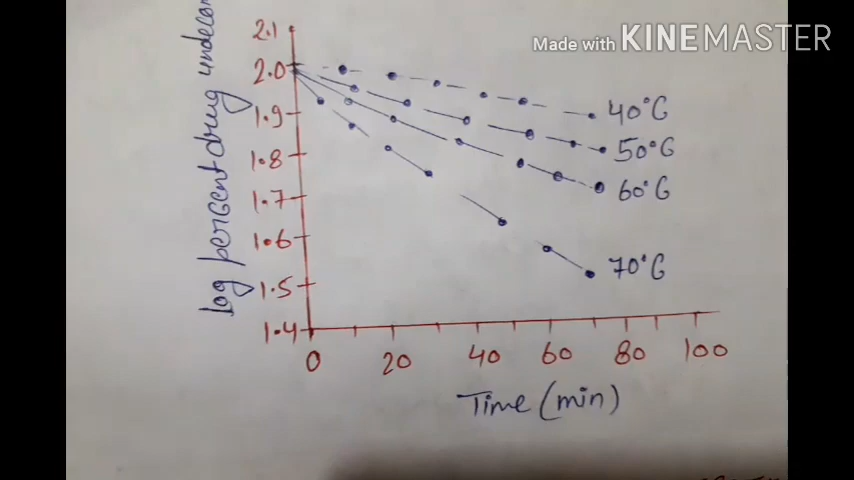 Made with KINEMASTER
log percent drug
2.1
2.0
1.9
1.8
1.7
1.6
1.5
1.4
0 20 40 60 80 100
Time (min)
40°C
50°C
60°C
70°C